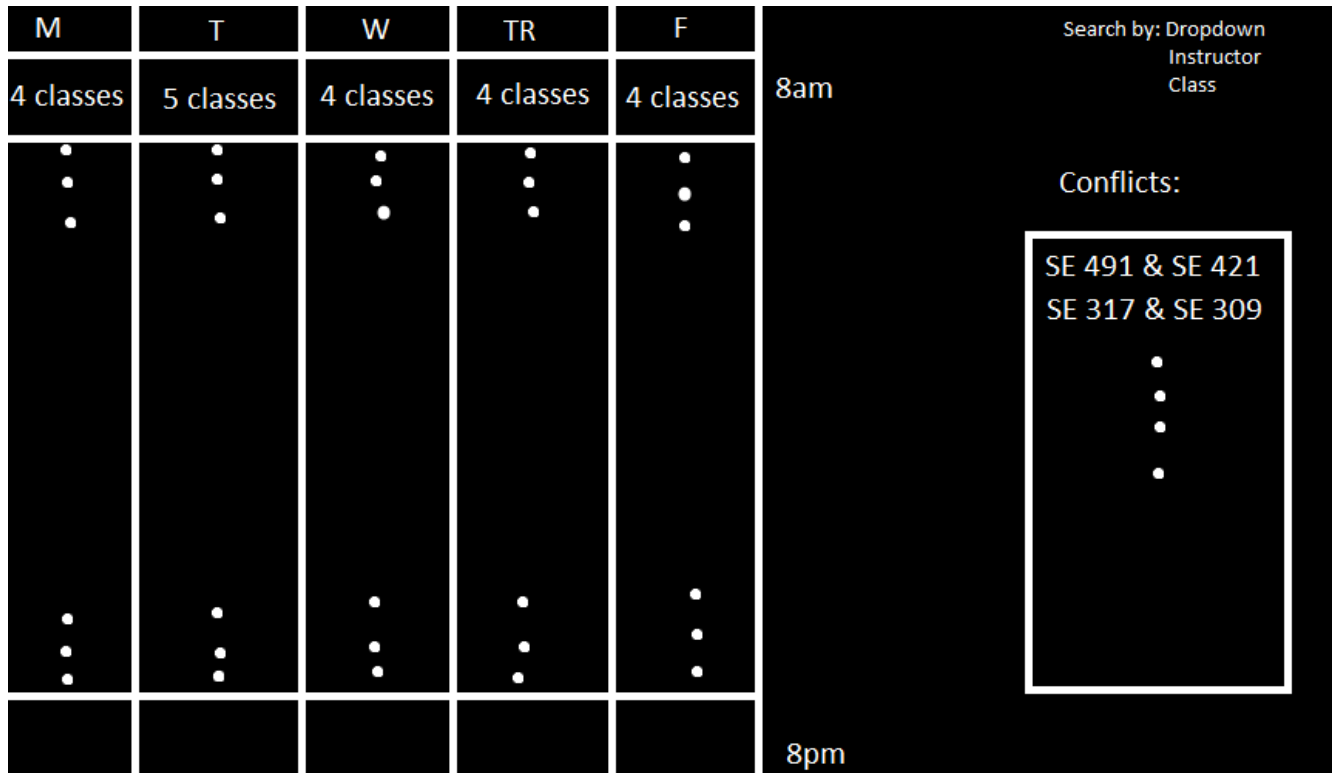 M T W TR F
4 classes 5 classes 4 classes 4 classes 4 classes 8am
Search by: Dropdown
Instructor
Class
Conflicts:
SE 491 & SE 421
SE 317 & SE 309
8pm